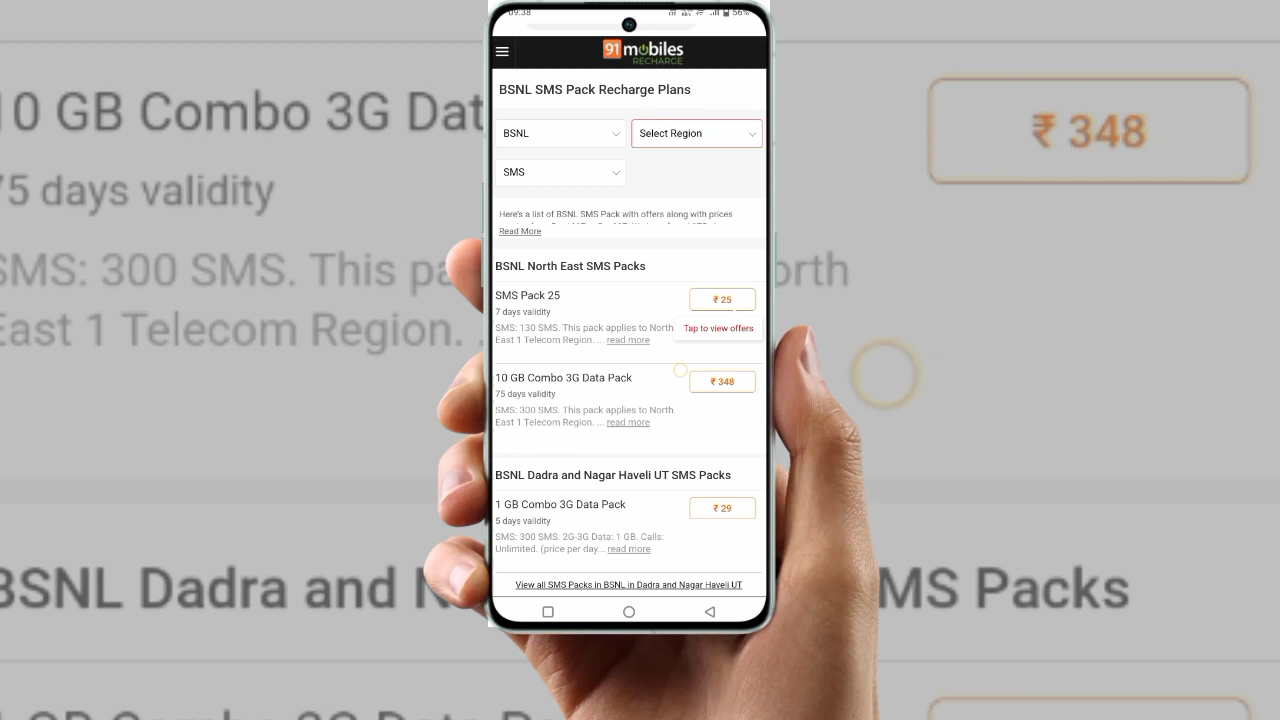 09:38
56%
91mobiles
RECHARGE
BSNL SMS Pack Recharge Plans
BSNL
Select Region
SMS
Here's a list of BSNL SMS Pack with offers along with prices
Read More
BSNL North East SMS Packs
SMS Pack 25
₹ 25
7 days validity
SMS: 130 SMS. This pack applies to North
East 1 Telecom Region. ... read more
Tap to view offers
10 GB Combo 3G Data Pack
₹ 348
75 days validity
SMS: 300 SMS. This pack applies to North
East 1 Telecom Region. ... read more
BSNL Dadra and Nagar Haveli UT SMS Packs
1 GB Combo 3G Data Pack
₹ 29
5 days validity
SMS: 300 SMS. 2G-3G Data: 1 GB. Calls:
Unlimited. (price per day... read more
View all SMS Packs in BSNL in Dadra and Nagar Haveli UT
10 GB Combo 3G Dat
₹ 348
75 days validity
SMS: 300 SMS. This pa
orth
East 1 Telecom Region. .
BSNL Dadra and N
MS Packs